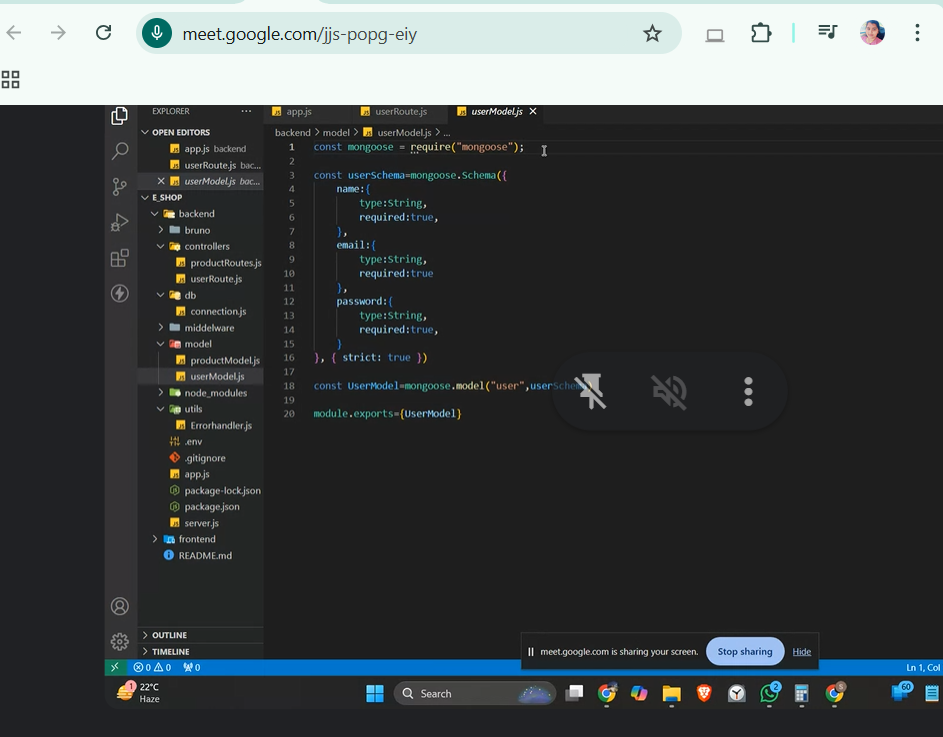 meet.google.com/jjs-popg-eiy
EXPLORER
OPEN EDITORS
app.js backend
userRoute.js bac...
userModel.js bac...
E_SHOP
backend
bruno
controllers
productRoutes.js
userRoute.js
db
connection.js
middelware
model
productModel.js
userModel.js
node_modules
utils
Errorhandler.js
.env
.gitignore
app.js
package-lock.json
package.json
server.js
frontend
README.md
OUTLINE
TIMELINE
app.js
userRoute.js
userModel.js
backend > model > userModel.js > ...
1 const mongoose = require("mongoose");
2
3 const userSchema=mongoose.Schema({
4 name:{
5 type:String,
6 required:true,
7 },
8 email:{
9 type:String,
10 required:true
11 },
12 password:{
13 type:String,
14 required:true,
15 }
16 }, { strict: true })
17
18 const UserModel=mongoose.model("user",userSchema)
19
20 module.exports={UserModel}
meet.google.com is sharing your screen.
Stop sharing
Hide
0 0 0
Ln 1, Col
1
22°C
Haze
Search
2
60